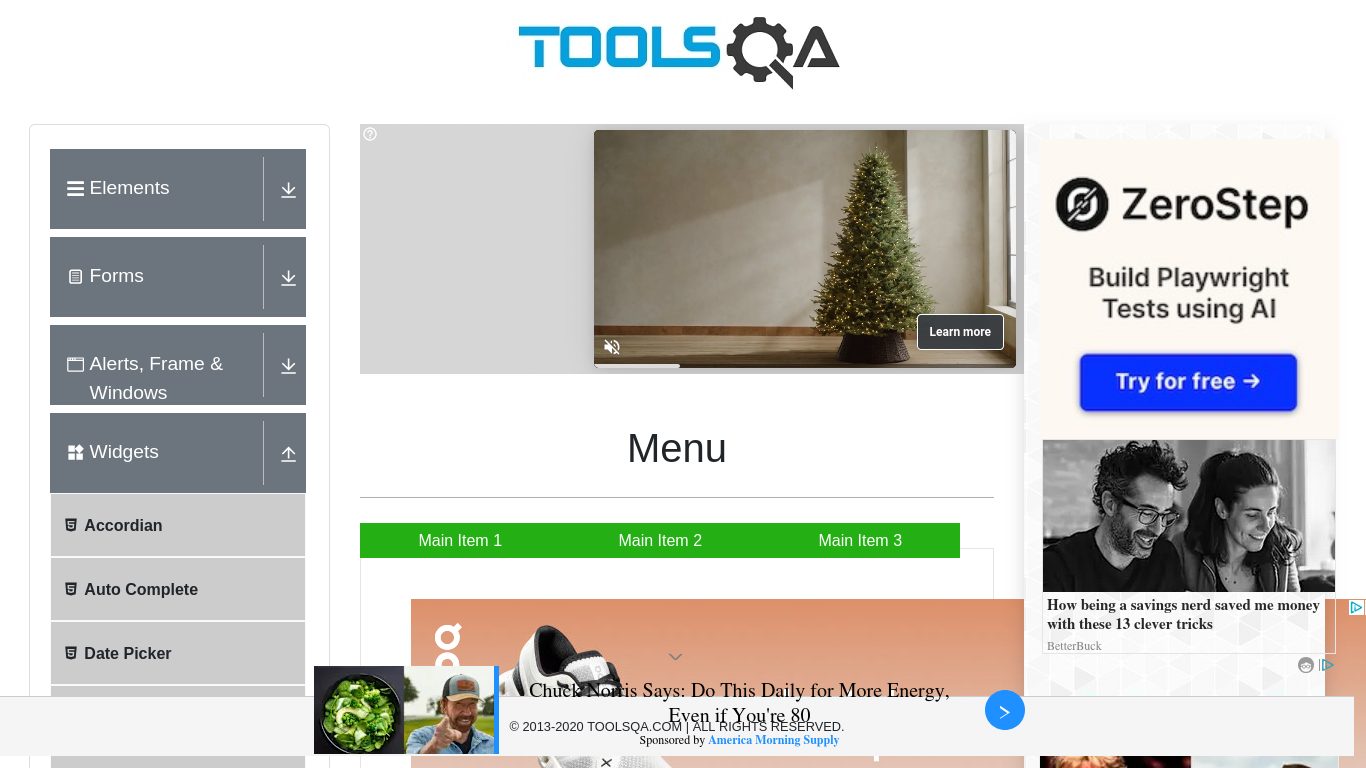 TOOLSQA
Elements
Forms
Alerts, Frame &
Windows
Widgets
Accordian
Auto Complete
Date Picker
Learn more
Menu
Main Item 1
Main Item 2
Main Item 3
ZeroStep
Build Playwright
Tests using AI
Try for free →
How being a savings nerd saved me money
with these 13 clever tricks
BetterBuck
Chuck Norris Says: Do This Daily for More Energy,
Even if You're 80
© 2013-2020 TOOLSQA.COM | ALL RIGHTS RESERVED.
Sponsored by America Morning Supply